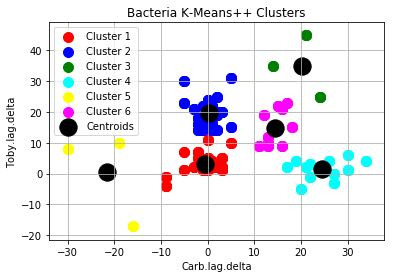 Bacteria K-Means++ Clusters
Cluster 1
Cluster 2
Cluster 3
Cluster 4
Cluster 5
Cluster 6
Centroids
Toby.lag.delta
40
30
20
10
0
−10
−20
−30 −20 −10 0 10 20 30
Carb.lag.delta